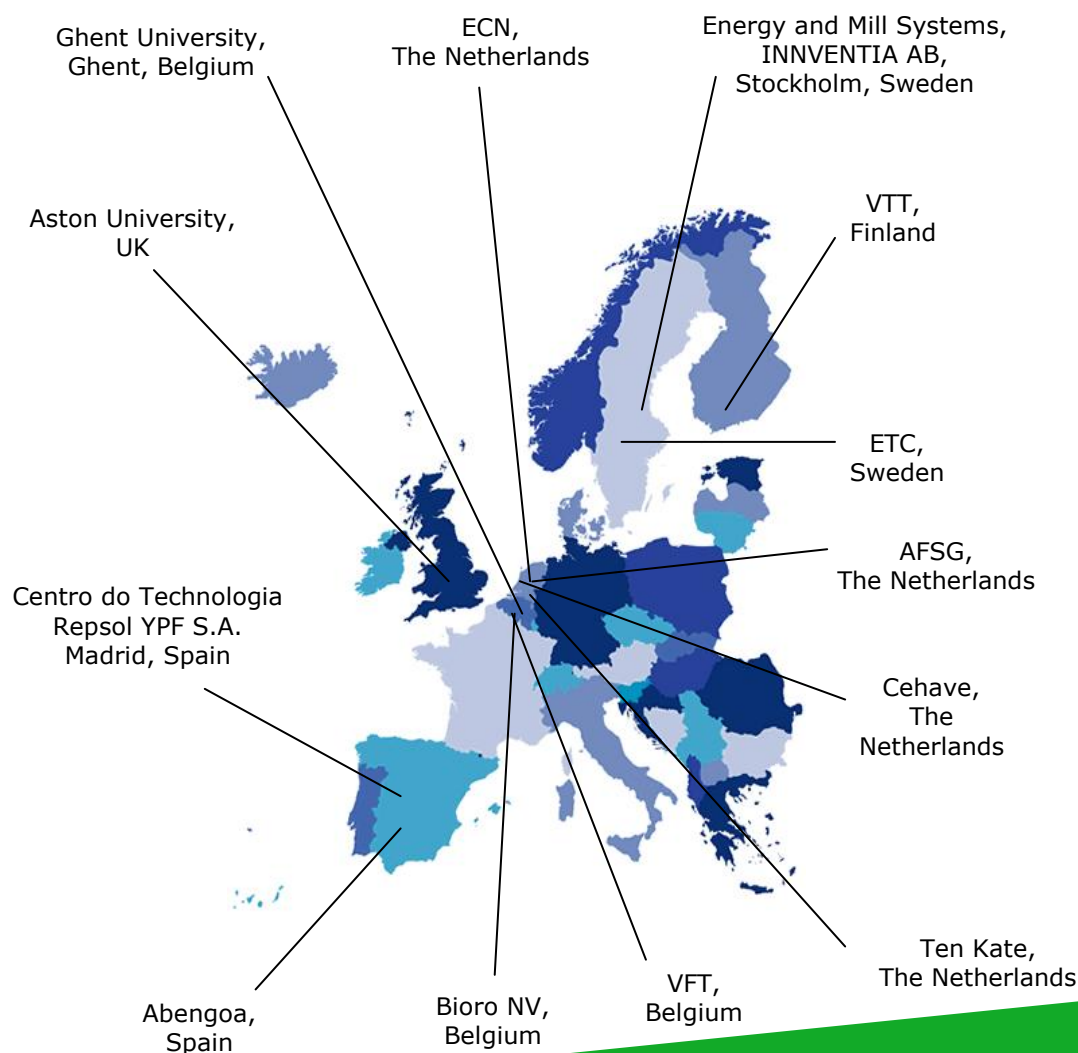 Ghent University,
Ghent, Belgium
ECN,
The Netherlands
Energy and Mill Systems,
INNVENTIA AB,
Stockholm, Sweden
Aston University,
UK
VTT,
Finland
ETC,
Sweden
AFSG,
The Netherlands
Centro do Technologia
Repsol YPF S.A.
Madrid, Spain
Cehave,
The
Netherlands
Ten Kate,
The Netherlands
VFT,
Belgium
Bioro NV,
Belgium
Abengoa,
Spain